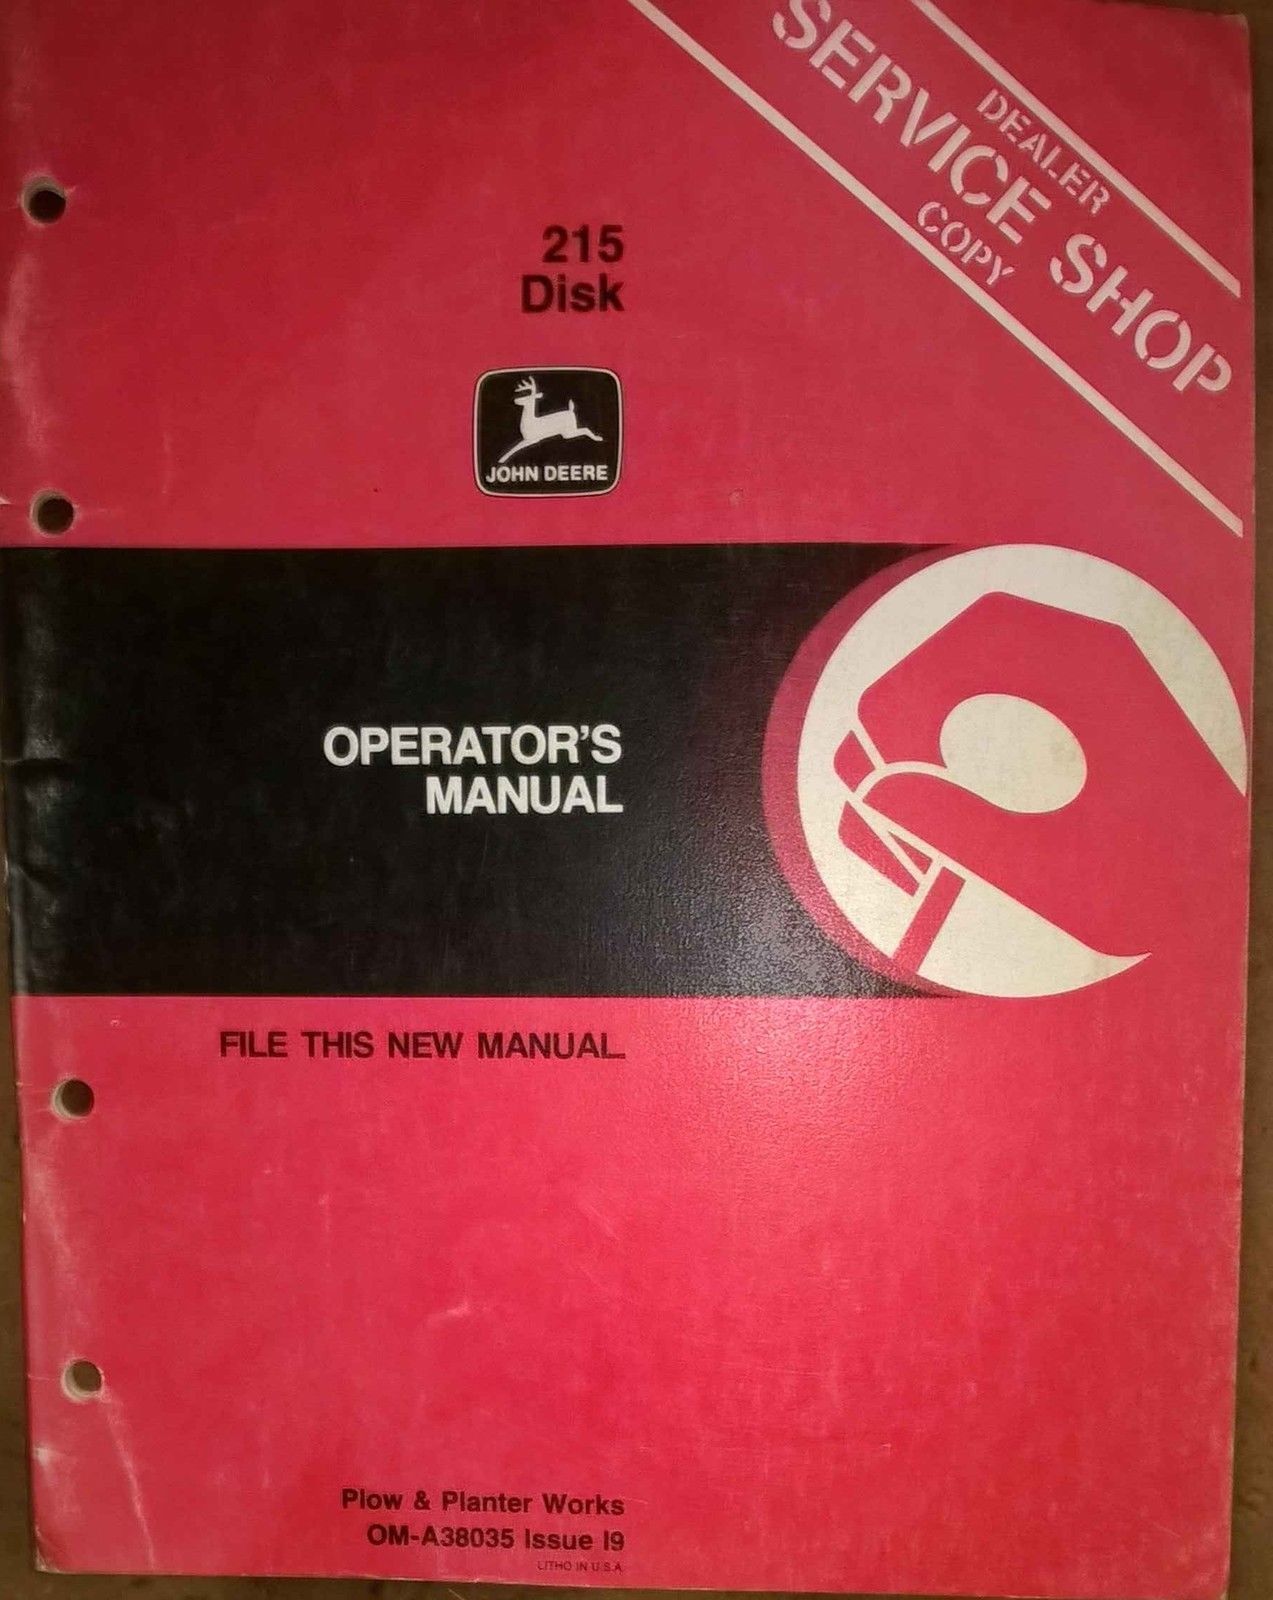 DEALER
SERVICE SHOP
COPY
215
Disk
JOHN DEERE
OPERATOR'S
MANUAL
FILE THIS NEW MANUAL
Plow & Planter Works
OM-A38035 Issue I9
LITHO IN U.S.A.